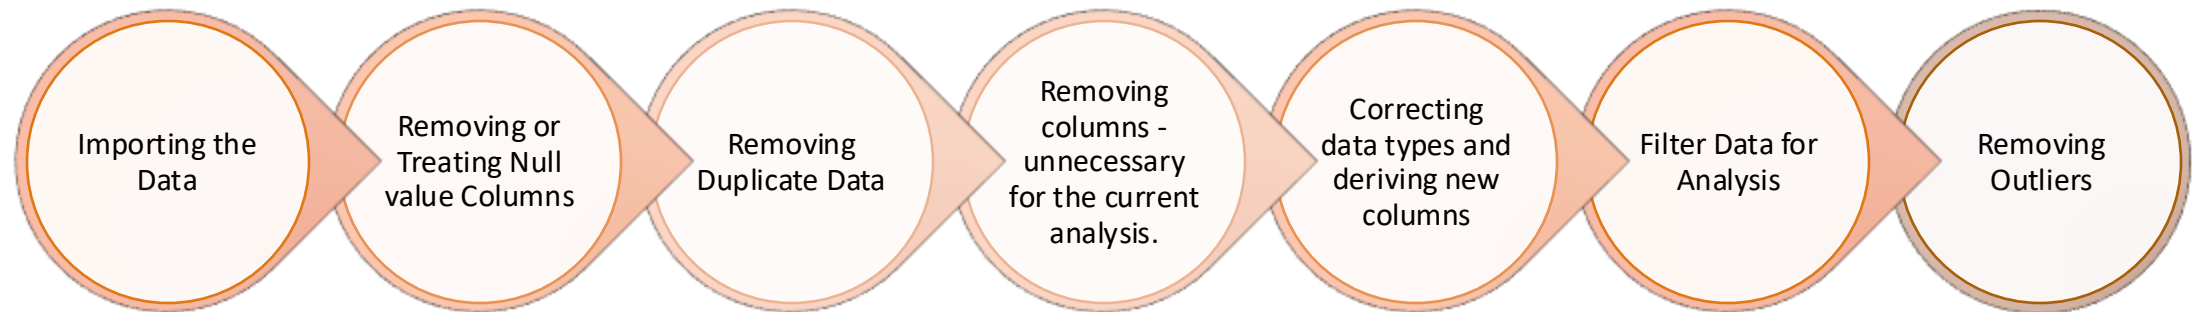 Importing the
Data
Removing or
Treating Null
value Columns
Removing
Duplicate Data
Removing
columns -
unnecessary
for the current
analysis.
Correcting
data types and
deriving new
columns
Filter Data for
Analysis
Removing
Outliers